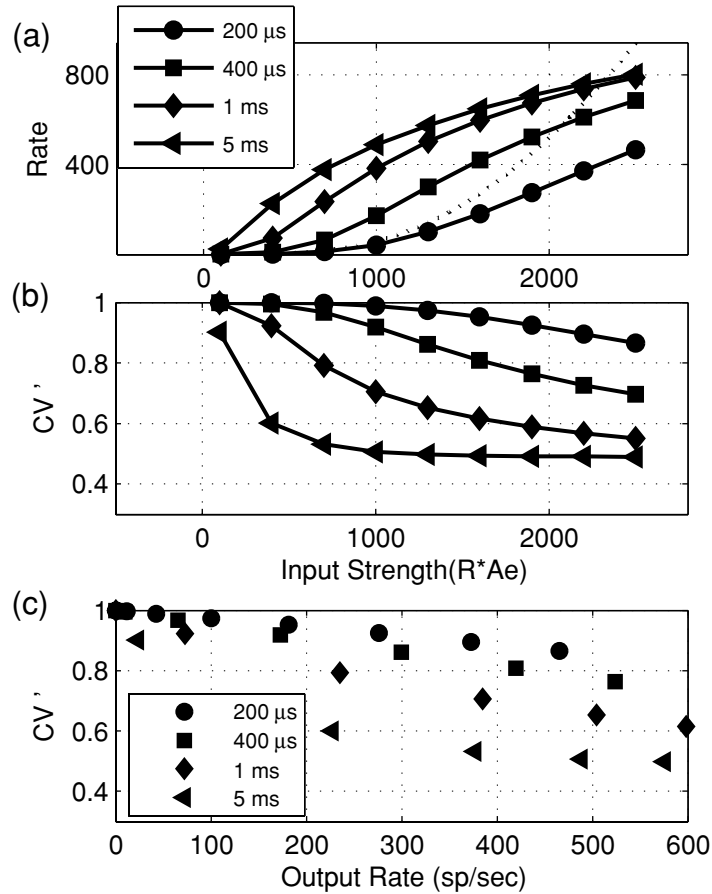 (a)
200 μs
400 μs
1 ms
5 ms
800
400
Rate
0 1000 2000
(b)
1
0.8
0.6
0.4
CV '
0 1000 2000
Input Strength(R*Ae)
(c)
1
0.8
0.6
0.4
CV '
200 μs
400 μs
1 ms
5 ms
0 100 200 300 400 500 600
Output Rate (sp/sec)